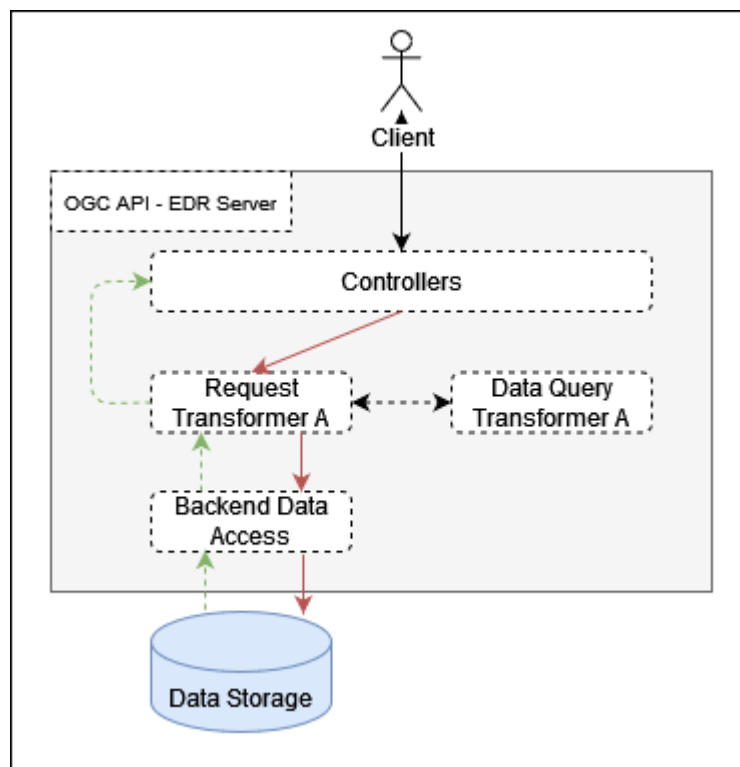 Client
OGC API - EDR Server
Controllers
Request
Transformer A
Data Query
Transformer A
Backend Data
Access
Data Storage